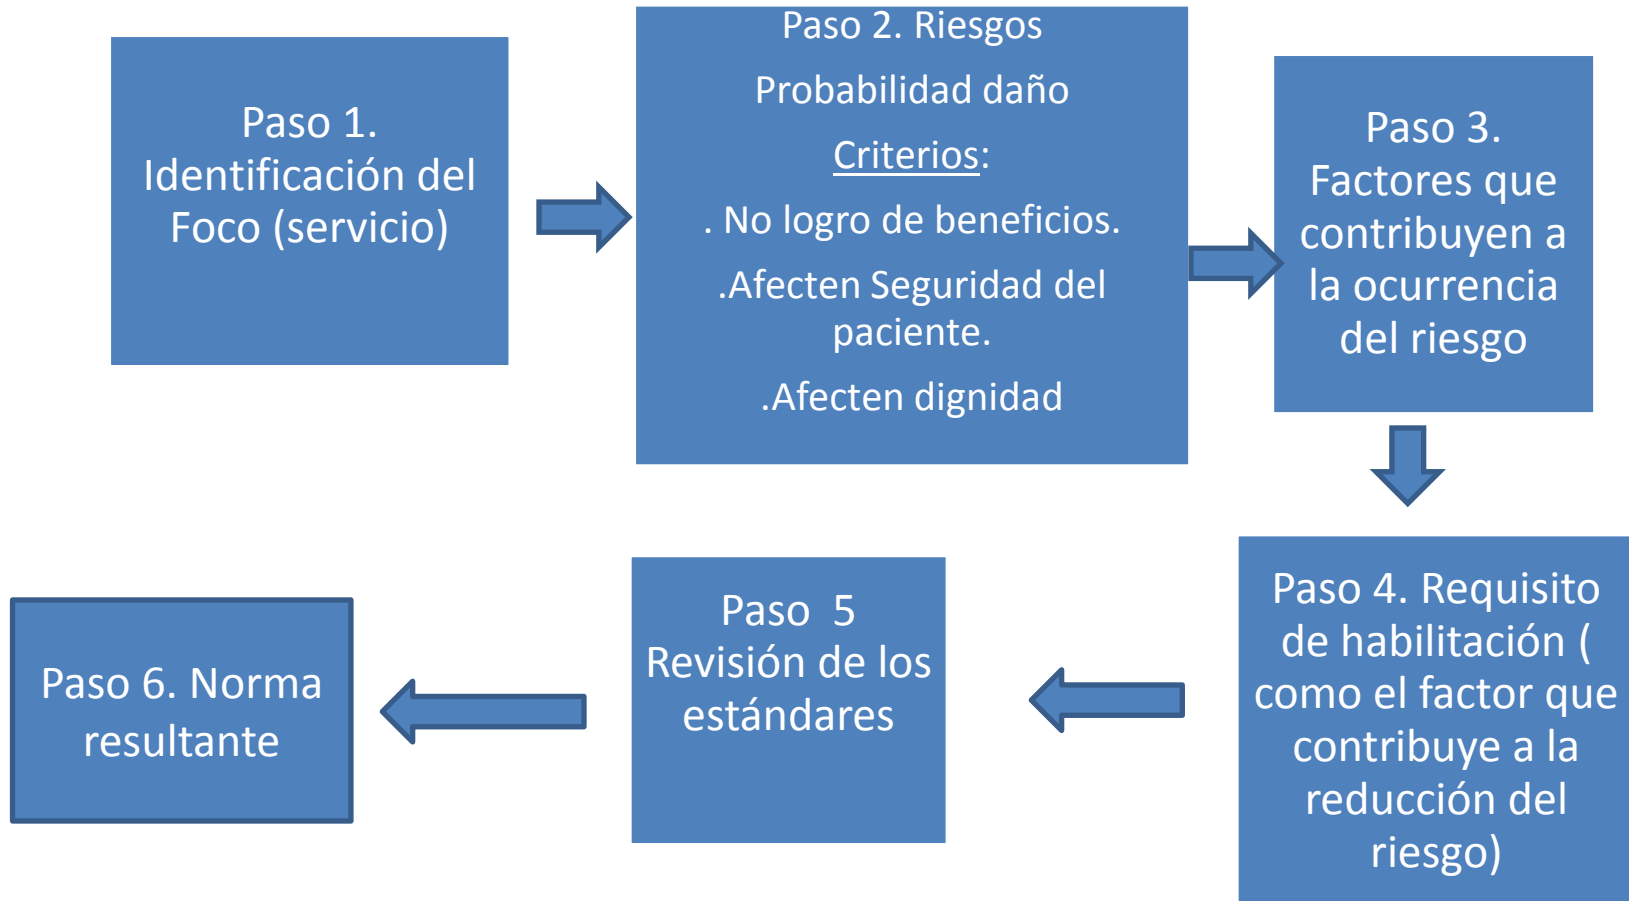 Paso 1.
Identificación del
Foco (servicio)
Paso 2. Riesgos
Probabilidad daño
Criterios:
. No logro de beneficios.
.Afecten Seguridad del
paciente.
.Afecten dignidad
Paso 3.
Factores que
contribuyen a
la ocurrencia
del riesgo
Paso 4. Requisito
de habilitación (
como el factor que
contribuye a la
reducción del
riesgo)
Paso  5
Revisión de los
estándares
Paso 6. Norma
resultante